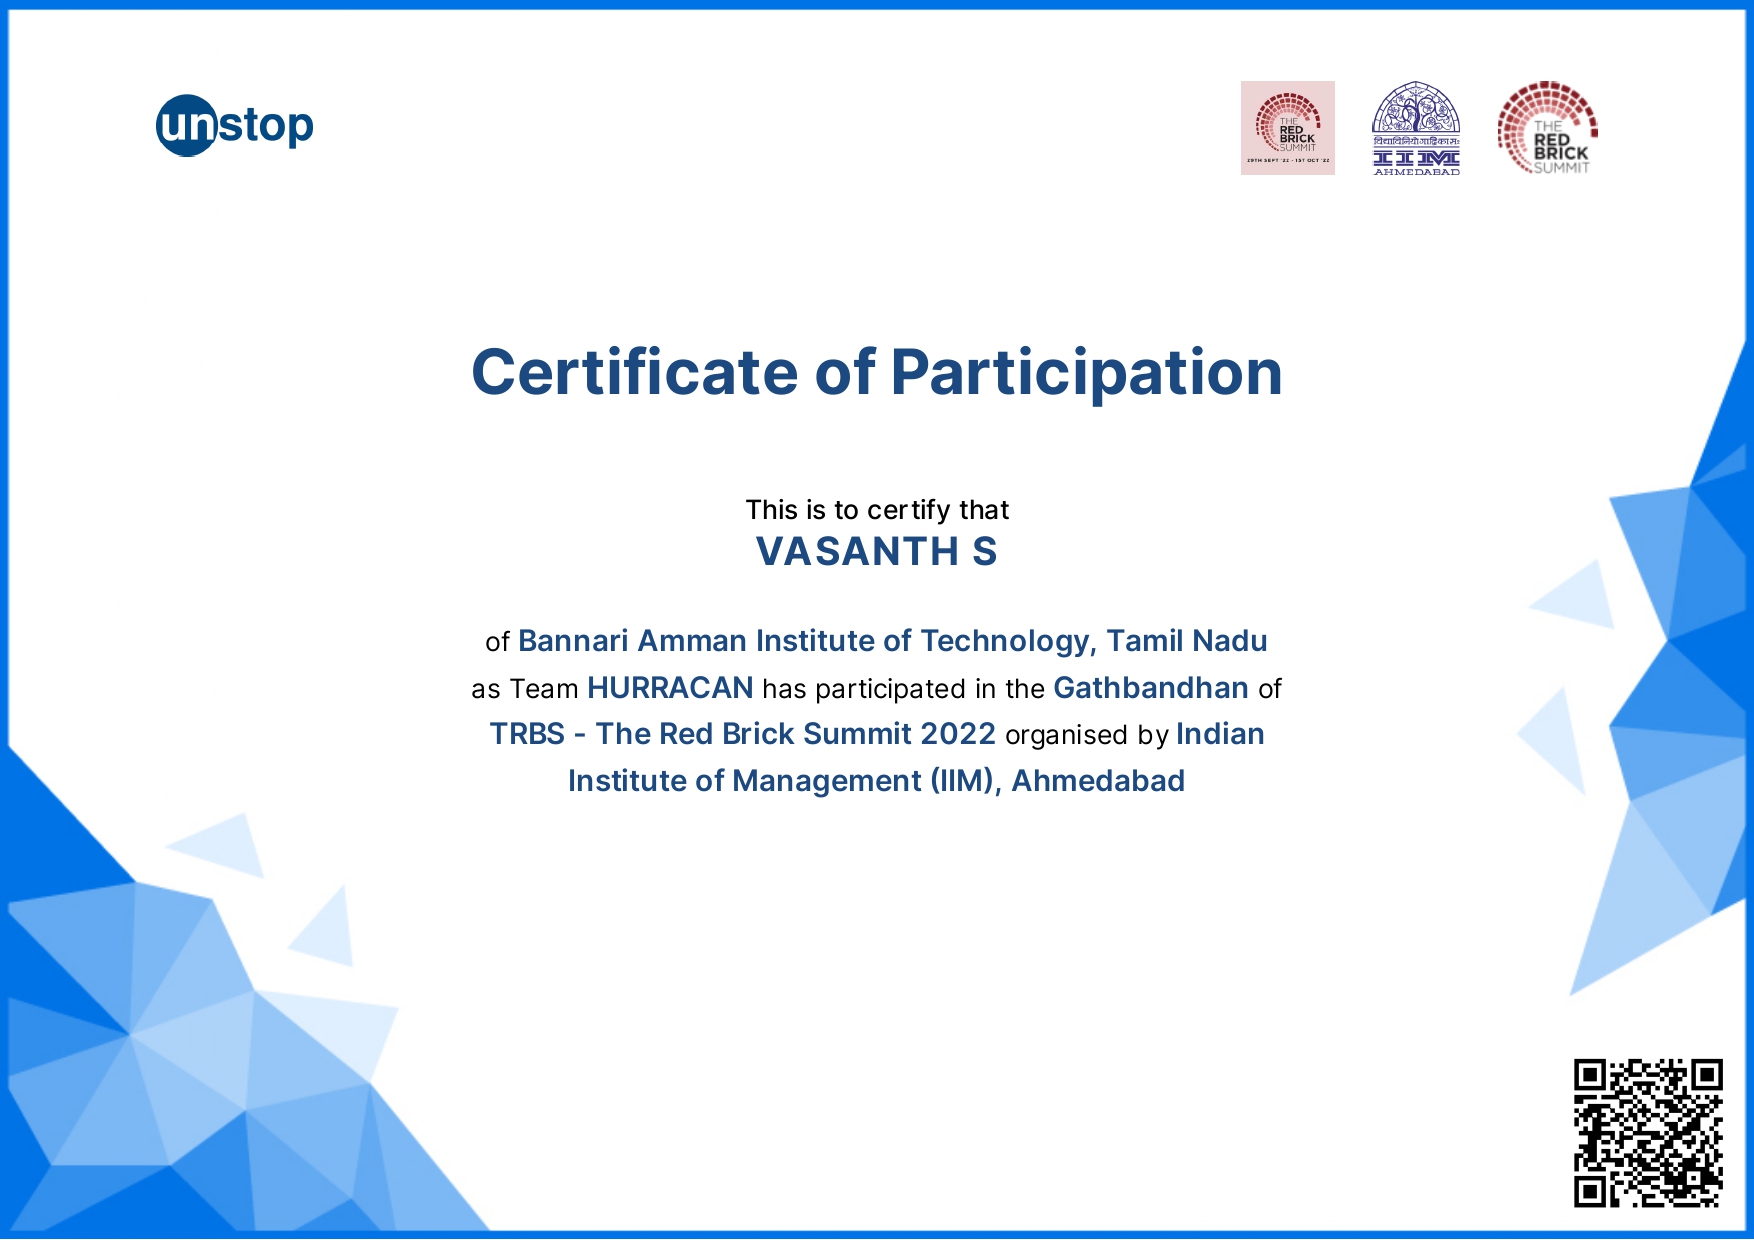 unstop
THE
RED
BRICK
SUMMIT
29TH SEPT '22 - 1ST OCT '22
IIM
AHMEDABAD
THE
RED
BRICK
SUMMIT
Certificate of Participation
This is to certify that
VASANTH S
of Bannari Amman Institute of Technology, Tamil Nadu
as Team HURRACAN has participated in the Gathbandhan of
TRBS - The Red Brick Summit 2022 organised by Indian
Institute of Management (IIM), Ahmedabad